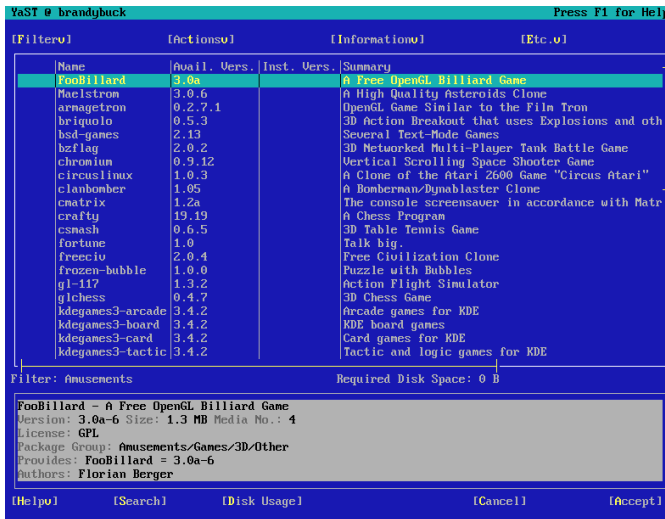 YaST @ brandybuck Press F1 for Help
[Filter↓] [Actions↓] [Information↓] [Etc.↓]
Name |Avail. Vers.|Inst. Vers.|Summary
FooBillard |3.0a | |A Free OpenGL Billiard Game
Maelstrom |3.0.6 | |A High Quality Asteroids Clone
armagetron |0.2.7.1 | |OpenGL Game Similar to the Film Tron
briquolo |0.5.3 | |3D Action Breakout that uses Explosions and oth
bsd-games |2.13 | |Several Text-Mode Games
bzflag |2.0.2 | |3D Networked Multi-Player Tank Battle Game
chromium |0.9.12 | |Vertical Scrolling Space Shooter Game
circuslinux |1.0.3 | |A Clone of the Atari 2600 Game "Circus Atari"
clanbomber |1.05 | |A Bomberman/Dynablaster Clone
cmatrix |1.2a | |The console screensaver in accordance with Matr
crafty |19.19 | |A Chess Program
csmash |0.6.5 | |3D Table Tennis Game
fortune |1.0 | |Talk big.
freeciv |2.0.4 | |Free Civilization Clone
frozen-bubble |1.0.0 | |Puzzle with Bubbles
gl-117 |1.3.2 | |Action Flight Simulator
glchess |0.4.7 | |3D Chess Game
kdegames3-arcade |3.4.2 | |Arcade games for KDE
kdegames3-board |3.4.2 | |KDE board games
kdegames3-card |3.4.2 | |Card games for KDE
kdegames3-tactic |3.4.2 | |Tactic and logic games for KDE
Filter: Amusements Required Disk Space: 0 B
FooBillard - A Free OpenGL Billiard Game
Version: 3.0a-6 Size: 1.3 MB Media No.: 4
License: GPL
Package Group: Amusements/Games/3D/Other
Provides: FooBillard = 3.0a-6
Authors: Florian Berger
[Help↓] [Search] [Disk Usage] [Cancel] [Accept]